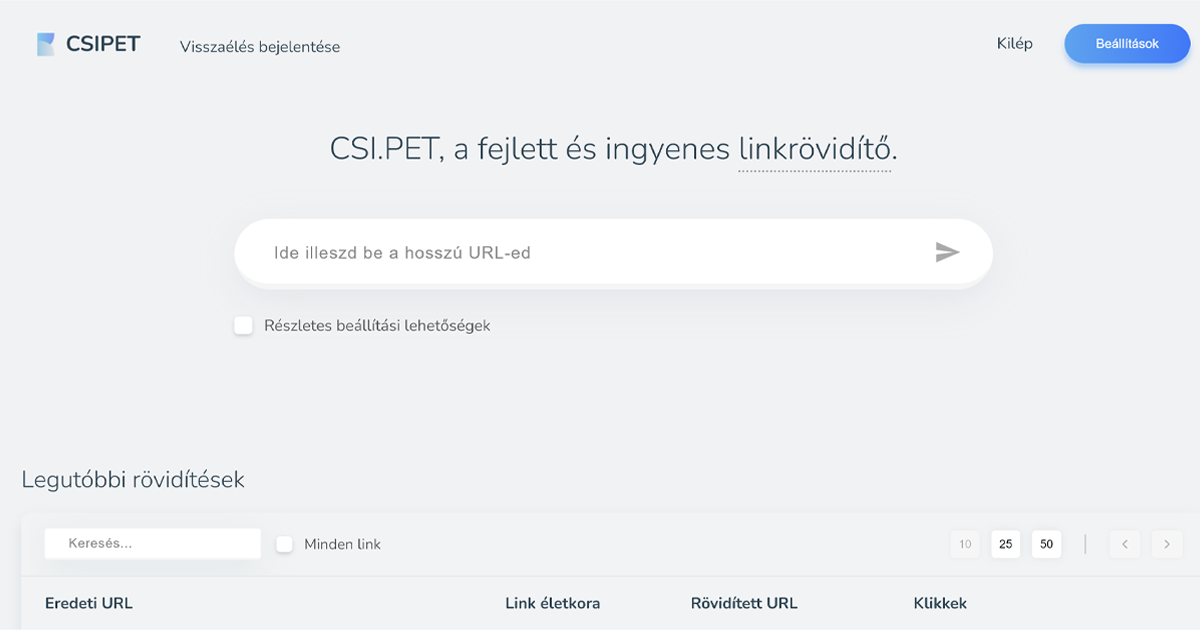 CSIPET
Visszaélés bejelentése
Kilép
Beállítások
CSI.PET, a fejlett és ingyenes linkrövidítő.
Ide illeszd be a hosszú URL-ed
Részletes beállítási lehetőségek
Legutóbbi rövidítések
Keresés...
Minden link
10 25 50
Eredeti URL Link életkora Rövidített URL Klikkek